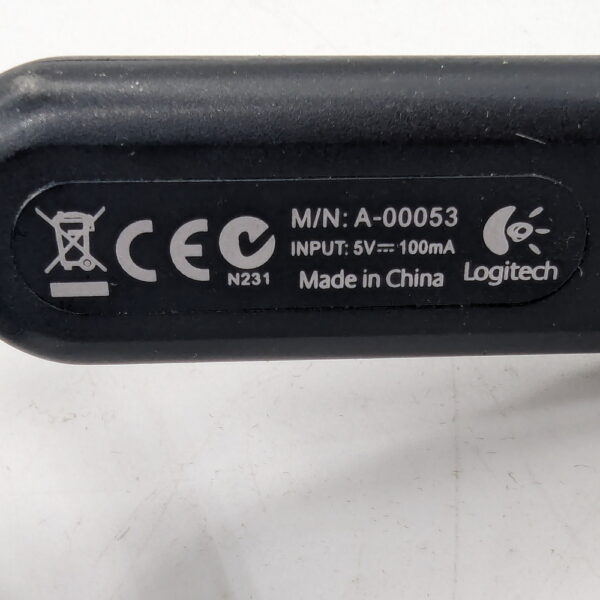 CE
N231
M/N: A-00053
INPUT: 5V⎓100mA
Made in China
Logitech